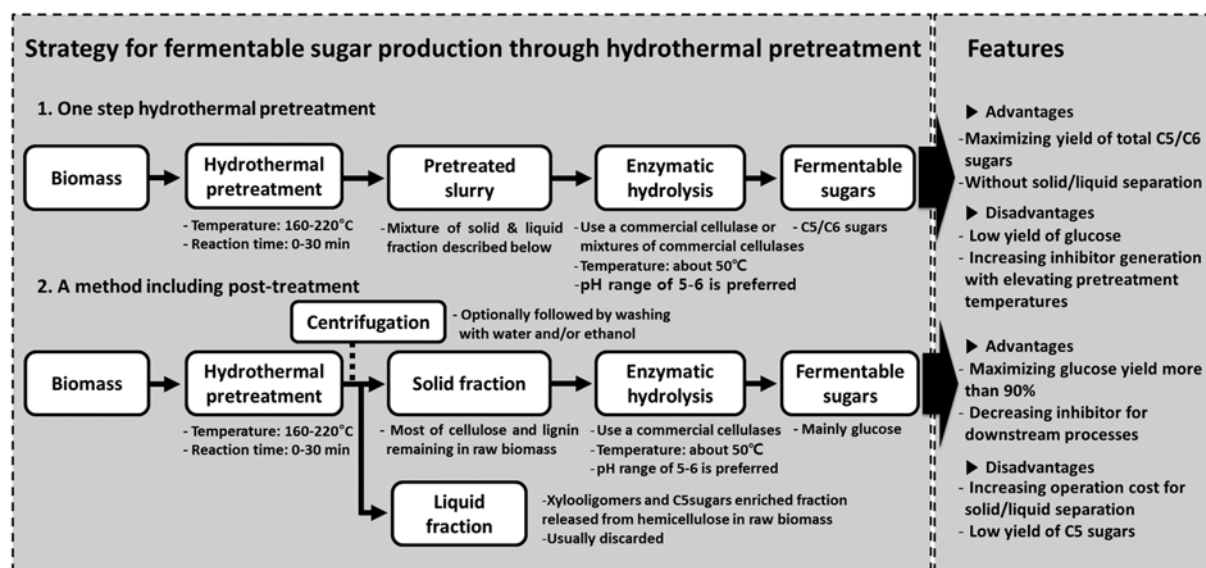 Strategy for fermentable sugar production through hydrothermal pretreatment
1. One step hydrothermal pretreatment
Biomass
Hydrothermal
pretreatment
- Temperature: 160-220°C
- Reaction time: 0-30 min
Pretreated
slurry
- Mixture of solid & liquid
fraction described below
Enzymatic
hydrolysis
- Use a commercial cellulase or
mixtures of commercial cellulases
- Temperature: about 50℃
- pH range of 5-6 is preferred
Fermentable
sugars
- C5/C6 sugars
2. A method including post-treatment
Centrifugation
- Optionally followed by washing
with water and/or ethanol
Biomass
Hydrothermal
pretreatment
- Temperature: 160-220°C
- Reaction time: 0-30 min
Solid fraction
- Most of cellulose and lignin
remaining in raw biomass
Enzymatic
hydrolysis
- Use a commercial cellulases
- Temperature: about 50℃
- pH range of 5-6 is preferred
Fermentable
sugars
- Mainly glucose
Liquid
fraction
-Xylooligomers and C5sugars enriched fraction
released from hemicellulose in raw biomass
- Usually discarded
Features
▶ Advantages
- Maximizing yield of total C5/C6
sugars
- Without solid/liquid separation
▶ Disadvantages
- Low yield of glucose
- Increasing inhibitor generation
with elevating pretreatment
temperatures
▶ Advantages
- Maximizing glucose yield more
than 90%
- Decreasing inhibitor for
downstream processes
▶ Disadvantages
- Increasing operation cost for
solid/liquid separation
- Low yield of C5 sugars